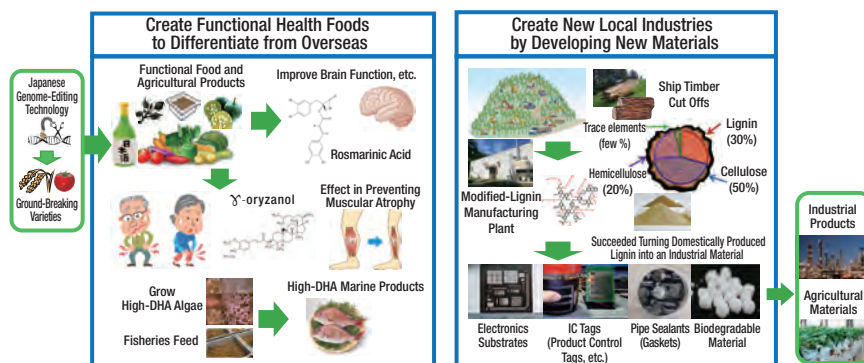 Create Functional Health Foods
to Differentiate from Overseas
Create New Local Industries
by Developing New Materials
Japanese
Genome-Editing
Technology
Ground-Breaking
Varieties
Functional Food and
Agricultural Products
日本酒
Improve Brain Function, etc.
Rosmarinic Acid
γ-oryzanol
Effect in Preventing
Muscular Atrophy
Grow
High-DHA Algae
Fisheries Feed
High-DHA Marine Products
Ship Timber
Cut Offs
Trace elements
(few %)
Lignin
(30%)
Hemicellulose
(20%)
Cellulose
(50%)
Modified-Lignin
Manufacturing
Plant
Succeeded Turning Domestically Produced
Lignin into an Industrial Material
Electronics
Substrates
IC Tags
(Product Control
Tags, etc.)
Pipe Sealants
(Gaskets)
Biodegradable
Material
Industrial
Products
Agricultural
Materials